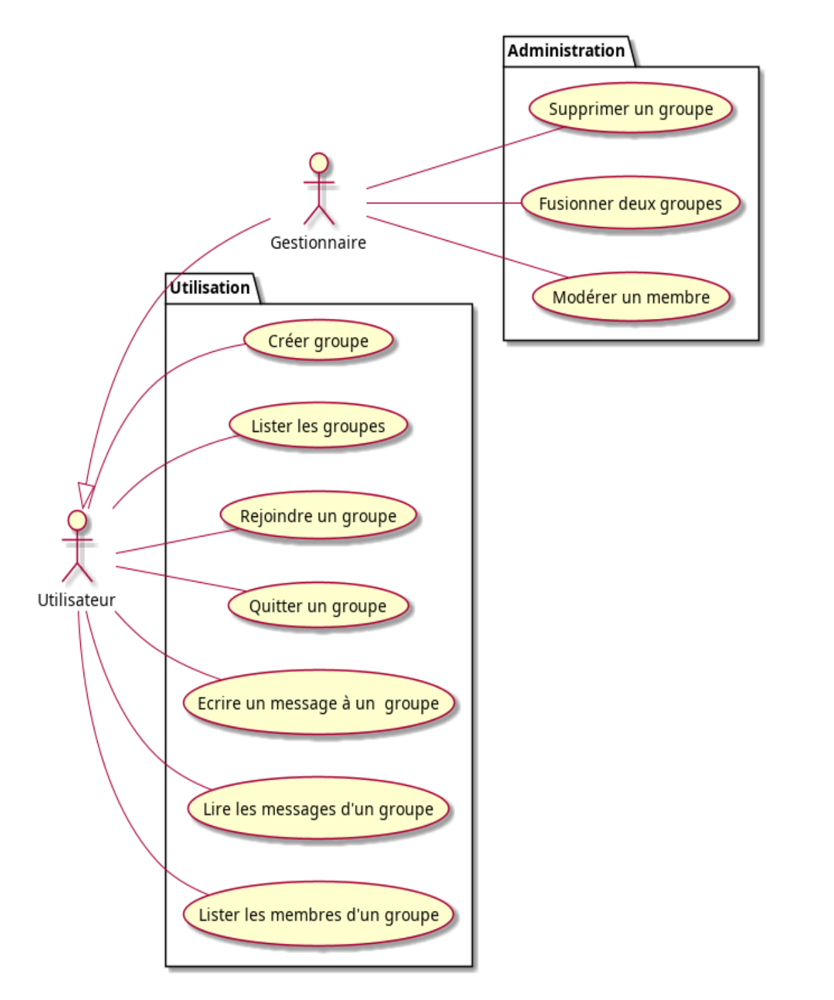 Administration
Supprimer un groupe
Fusionner deux groupes
Gestionnaire
Modérer un membre
Utilisation
Créer groupe
Lister les groupes
Rejoindre un groupe
Utilisateur
Quitter un groupe
Ecrire un message à un  groupe
Lire les messages d'un groupe
Lister les membres d'un groupe